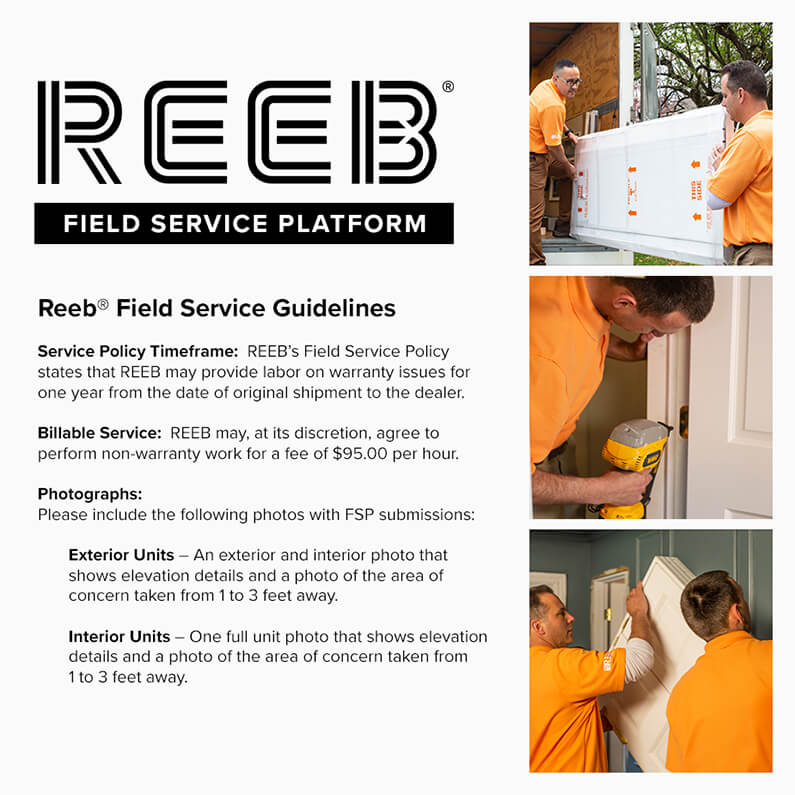 REEB®
FIELD SERVICE PLATFORM
Reeb® Field Service Guidelines
Service Policy Timeframe:  REEB’s Field Service Policy
states that REEB may provide labor on warranty issues for
one year from the date of original shipment to the dealer.
Billable Service:  REEB may, at its discretion, agree to
perform non-warranty work for a fee of $95.00 per hour.
Photographs:
Please include the following photos with FSP submissions:
Exterior Units – An exterior and interior photo that
shows elevation details and a photo of the area of
concern taken from 1 to 3 feet away.
Interior Units – One full unit photo that shows elevation
details and a photo of the area of concern taken from
1 to 3 feet away.
THIS
SIDE
REEB